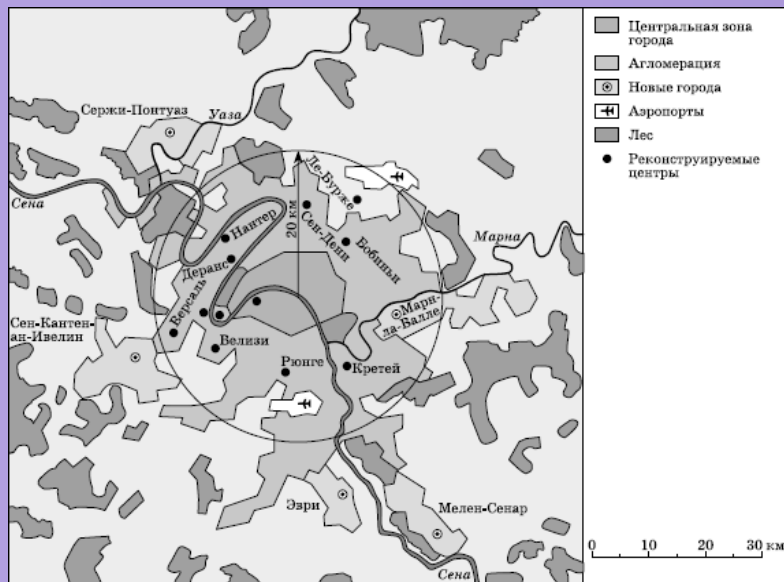 Центральная зона
города
Агломерация
Новые города
Аэропорты
Лес
Реконструируемые
центры
Сержи-Понтуаз
Уаза
Сена
20 км
Ле-Бурже
Сен-Дени
Нантер
Бобиньи
Деранс
Марна
Марн-
ла-Валле
Версаль
Сен-Кантен-
ан-Ивелин
Велизи
Рюнге
Кретей
Эври
Мелен-Сенар
Сена
0 10 20 30 км